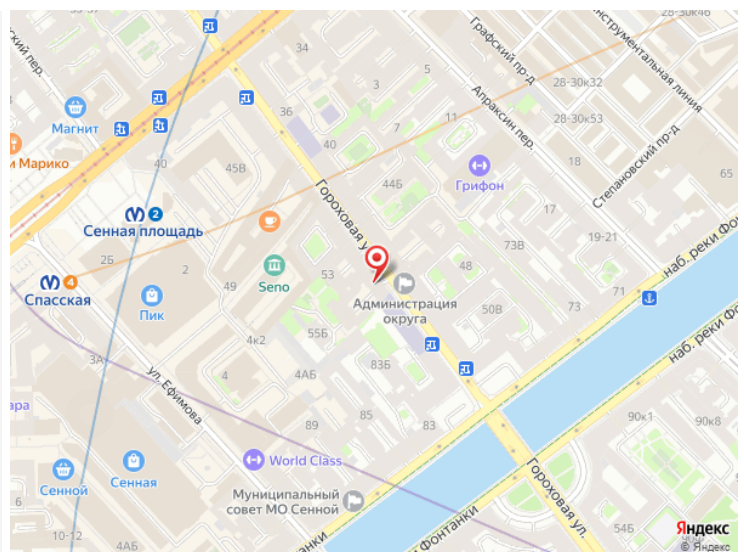 34
3
5
Графский пр-д
28-30к46
Инструментальная линия
28-30к32
28-30к53
Апраксин пер.
Степановский пр-д
18
17
19-21
65
36
40
11
Магнит
и Марико
40
45В
44Б
Грифон
Гороховая ул.
2
Сенная площадь
2Б
4
Спасская
2
49
Seno
53
Пик
4к2
55Б
Администрация
округа
48
73В
50В
73
71
наб. реки Фонтанки
наб. реки Фонтанки
3А
ул. Ефимова
4
4АБ
83Б
89
85
83
World Class
Сенной
Сенная
Муниципальный
совет МО Сенной
10-12
4АБ
Гороховая ул.
90к1
90к8
54Б
Яндекс
© Яндекс